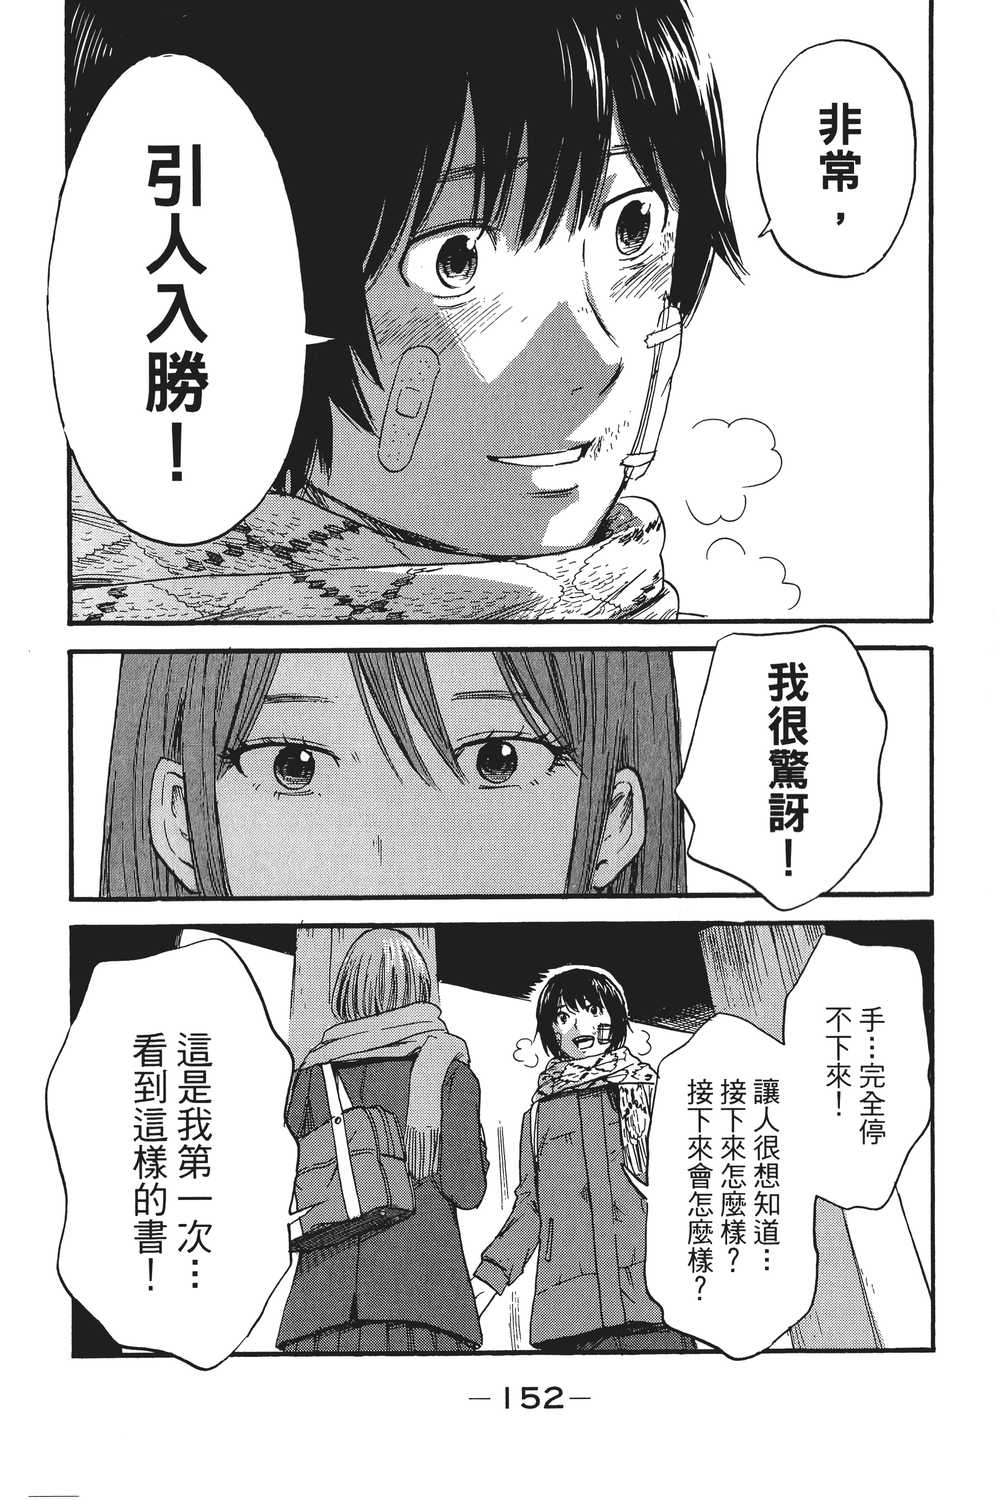 非常，
引人入勝！
我很驚訝！
手…完全停
不下來！
讓人很想知道…
接下來怎麼樣？
接下來會怎麼樣？
這是我第一次…
看到這樣的書！
—152—